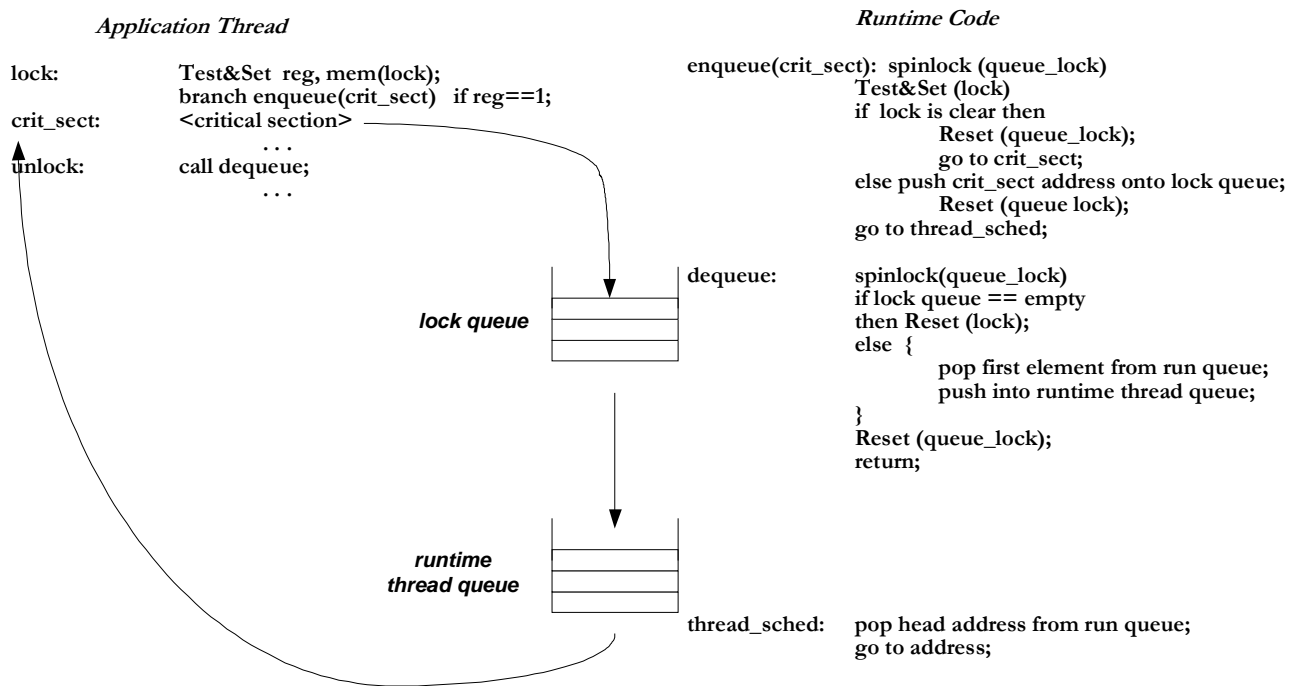 Application Thread
lock: Test&Set reg, mem(lock);
branch enqueue(crit_sect) if reg==1;
crit_sect: <critical section>
. . .
unlock: call dequeue;
. . .
Runtime Code
enqueue(crit_sect): spinlock (queue_lock)
Test&Set (lock)
if lock is clear then
Reset (queue_lock);
go to crit_sect;
else push crit_sect address onto lock queue;
Reset (queue lock);
go to thread_sched;
dequeue: spinlock(queue_lock)
if lock queue == empty
then Reset (lock);
else {
pop first element from run queue;
push into runtime thread queue;
}
Reset (queue_lock);
return;
lock queue
runtime
thread queue
thread_sched: pop head address from run queue;
go to address;